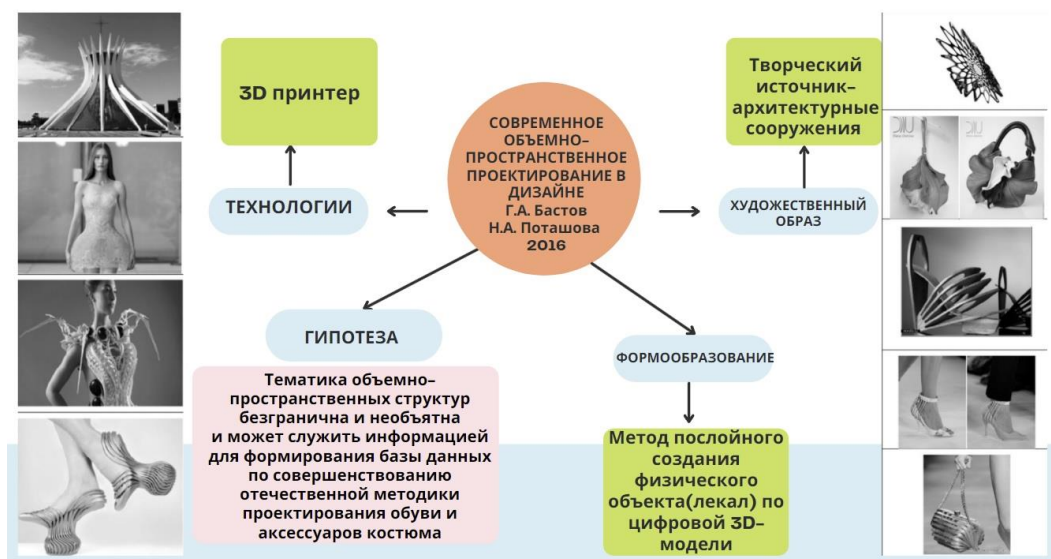 3D принтер
СОВРЕМЕННОЕ
ОБЪЕМНО–
ПРОСТРАНСТВЕННОЕ
ПРОЕКТИРОВАНИЕ В
ДИЗАЙНЕ
Г.А. Бастов
Н.А. Поташова
2016
Творческий
источник–
архитектурные
сооружения
ТЕХНОЛОГИИ
ХУДОЖЕСТВЕННЫЙ
ОБРАЗ
ГИПОТЕЗА
Тематика объемно–
пространственных структур
безгранична и необъятна
и может служить информацией
для формирования базы данных
по совершенствованию
отечественной методики
проектирования обуви и
аксессуаров костюма
ФОРМООБРАЗОВАНИЕ
Метод послойного
создания
физического
объекта(лекал) по
цифровой 3D–
модели